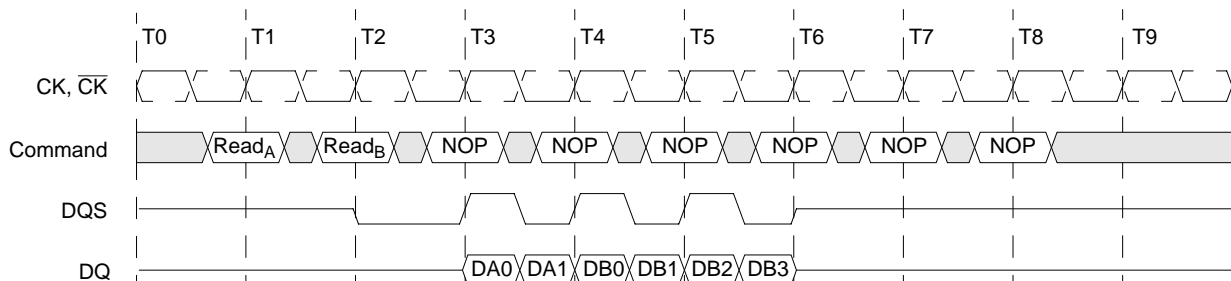 T0 T1 T2 T3 T4 T5 T6 T7 T8 T9
CK, C̅K̅
Command ReadA ReadB NOP NOP NOP NOP NOP NOP
DQS
DQ DA0 DA1 DB0 DB1 DB2 DB3